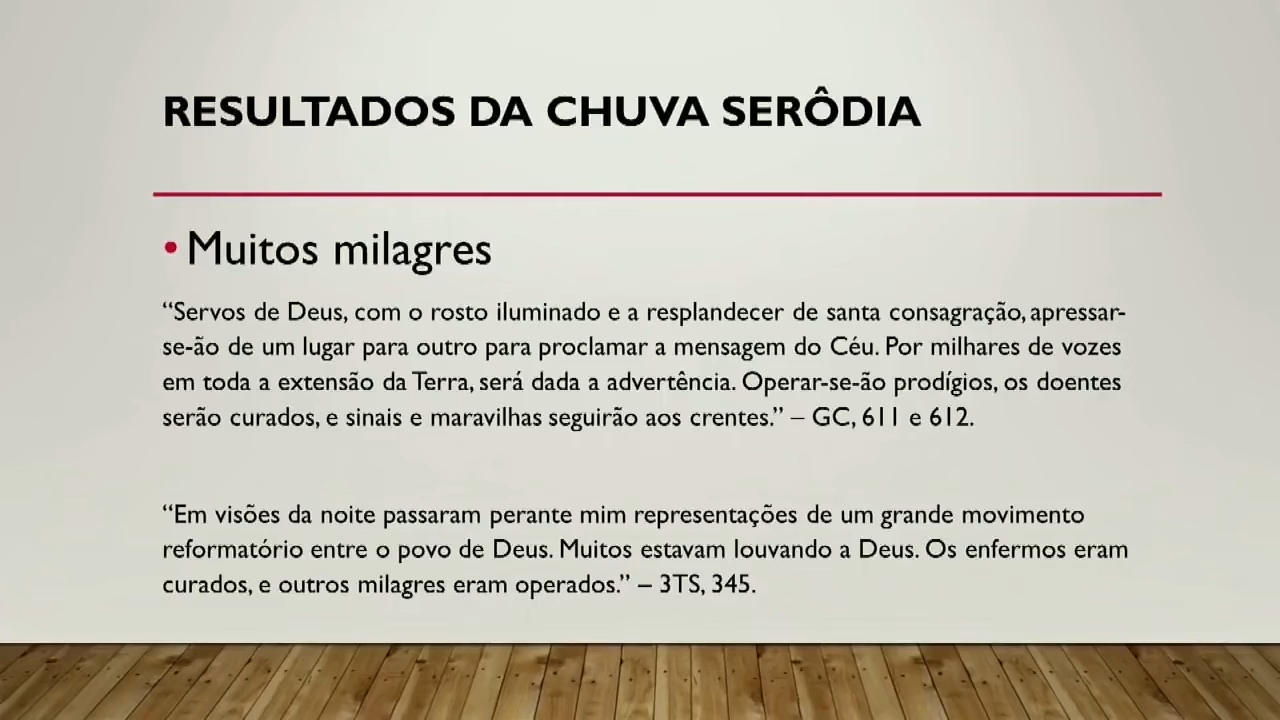 RESULTADOS DA CHUVA SERÔDIA
• Muitos milagres
“Servos de Deus, com o rosto iluminado e a resplandecer de santa consagração, apressar-
se-ão de um lugar para outro para proclamar a mensagem do Céu. Por milhares de vozes
em toda a extensão da Terra, será dada a advertência. Operar-se-ão prodígios, os doentes
serão curados, e sinais e maravilhas seguirão aos crentes.” – GC, 611 e 612.
“Em visões da noite passaram perante mim representações de um grande movimento
reformatório entre o povo de Deus. Muitos estavam louvando a Deus. Os enfermos eram
curados, e outros milagres eram operados.” – 3TS, 345.